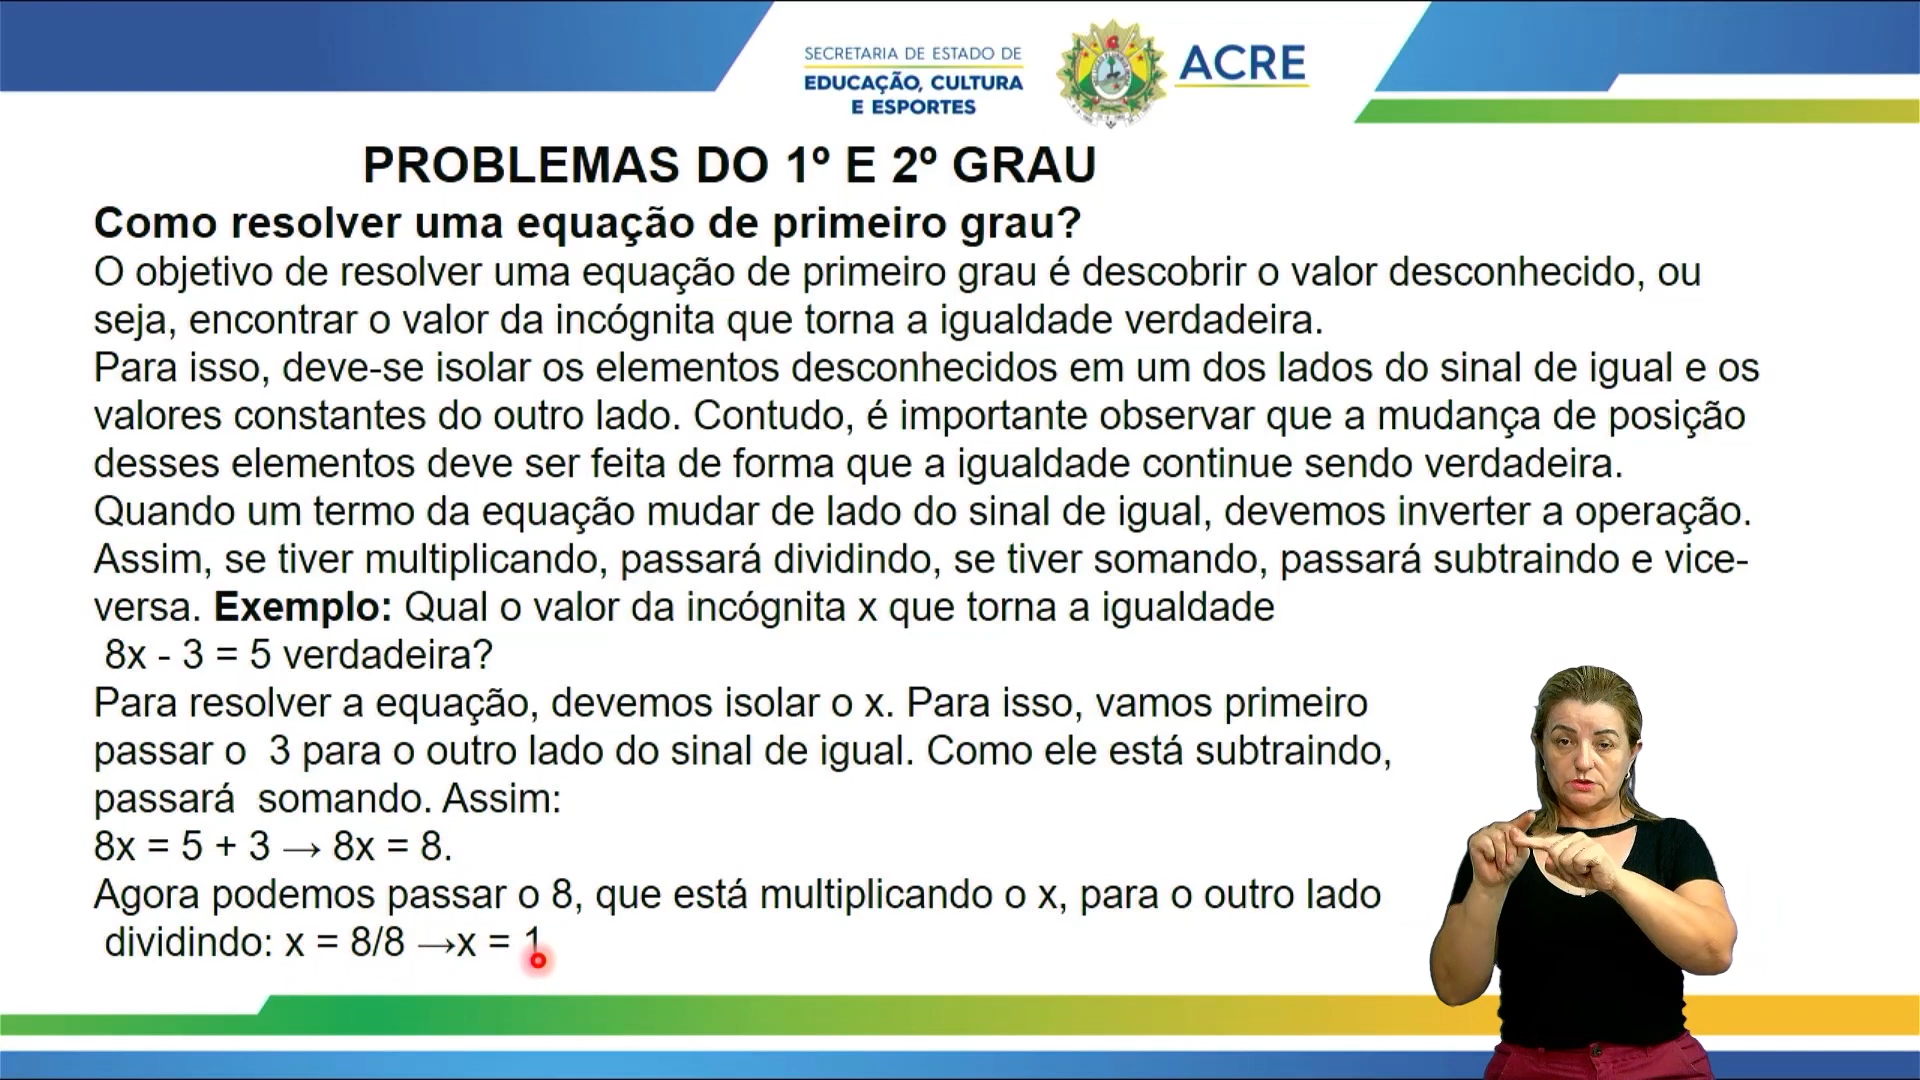 SECRETARIA DE ESTADO DE
EDUCAÇÃO, CULTURA
E ESPORTES
ACRE
PROBLEMAS DO 1º E 2º GRAU
Como resolver uma equação de primeiro grau?
O objetivo de resolver uma equação de primeiro grau é descobrir o valor desconhecido, ou
seja, encontrar o valor da incógnita que torna a igualdade verdadeira.
Para isso, deve-se isolar os elementos desconhecidos em um dos lados do sinal de igual e os
valores constantes do outro lado. Contudo, é importante observar que a mudança de posição
desses elementos deve ser feita de forma que a igualdade continue sendo verdadeira.
Quando um termo da equação mudar de lado do sinal de igual, devemos inverter a operação.
Assim, se tiver multiplicando, passará dividindo, se tiver somando, passará subtraindo e vice-
versa. Exemplo: Qual o valor da incógnita x que torna a igualdade
8x - 3 = 5 verdadeira?
Para resolver a equação, devemos isolar o x. Para isso, vamos primeiro
passar o 3 para o outro lado do sinal de igual. Como ele está subtraindo,
passará somando. Assim:
8x = 5 + 3 → 8x = 8.
Agora podemos passar o 8, que está multiplicando o x, para o outro lado
dividindo: x = 8/8 →x = 1